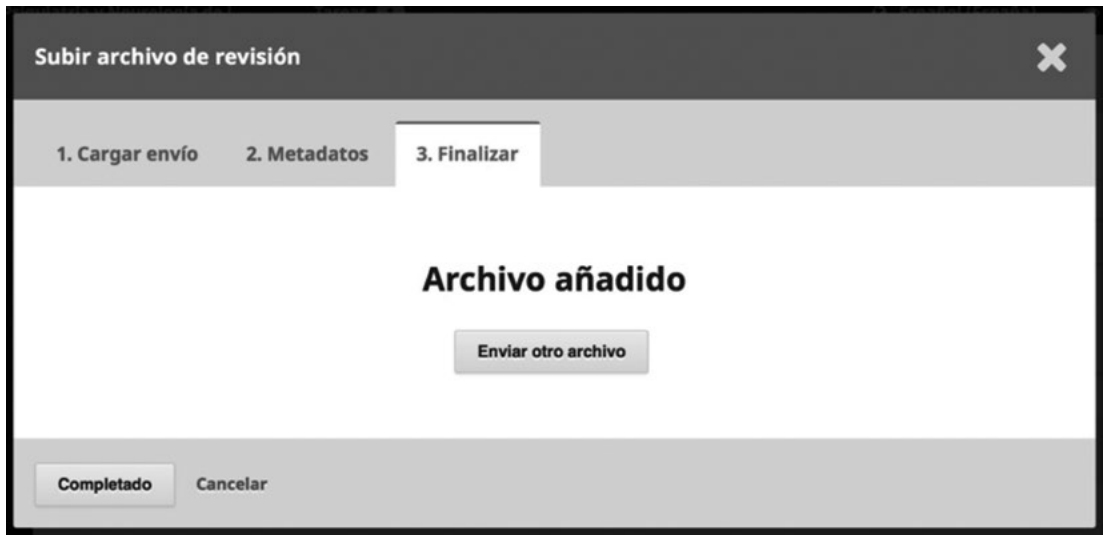 Subir archivo de revisión
1. Cargar envío 2. Metadatos 3. Finalizar
Archivo añadido
Enviar otro archivo
Completado Cancelar